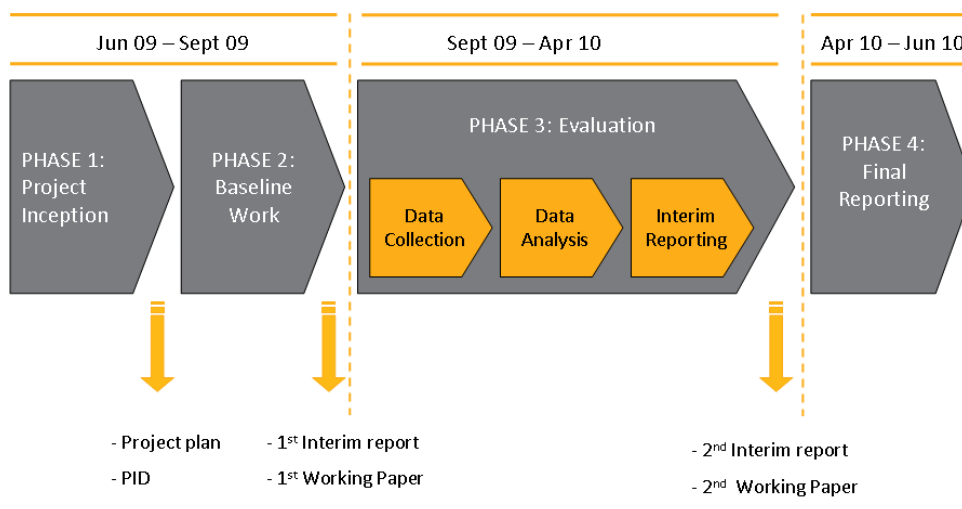 Jun 09 – Sept 09
Sept 09 – Apr 10
Apr 10 – Jun 10
PHASE 1:
Project
Inception
PHASE 2:
Baseline
Work
PHASE 3: Evaluation
Data
Collection
Data
Analysis
Interim
Reporting
PHASE 4:
Final
Reporting
- Project plan
- PID
- 1st Interim report
- 1st Working Paper
- 2nd Interim report
- 2nd Working Paper